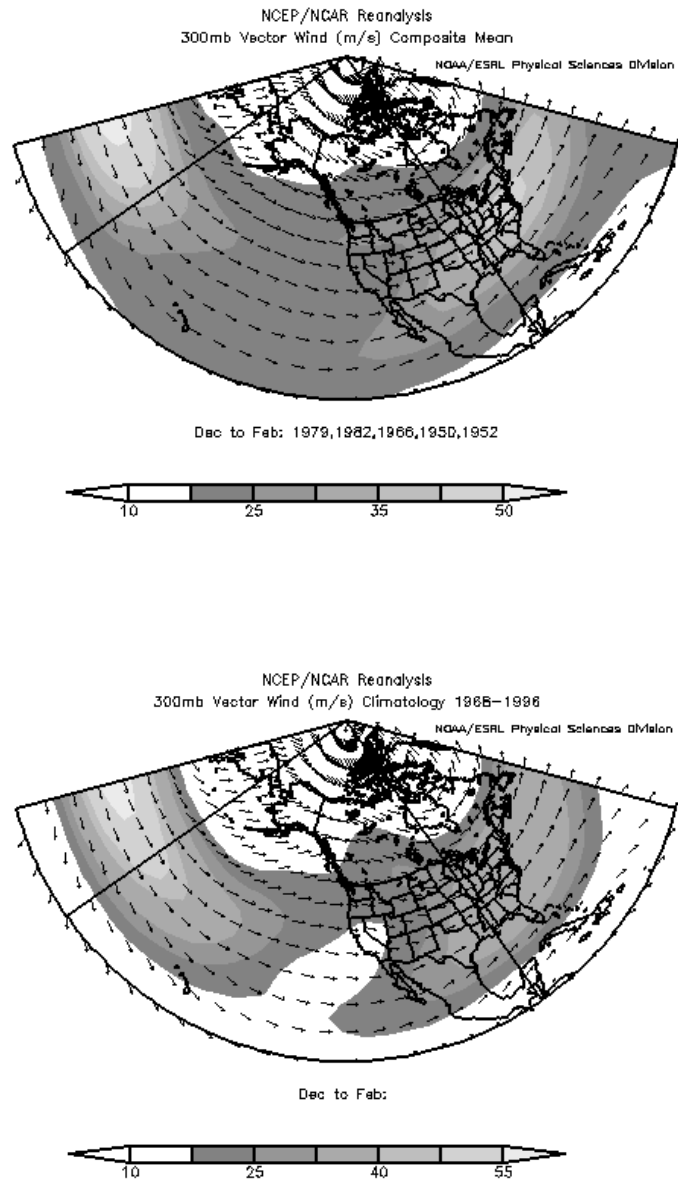 NCEP/NCAR Reanalysis
300mb Vector Wind (m/s) Composite Mean
NOAA/ESRL Physical Sciences Division
Dec to Feb: 1979,1982,1966,1950,1952
10 25 35 50
NCEP/NCAR Reanalysis
300mb Vector Wind (m/s) Climatology 1968-1996
NOAA/ESRL Physical Sciences Division
Dec to Feb:
10 25 40 55